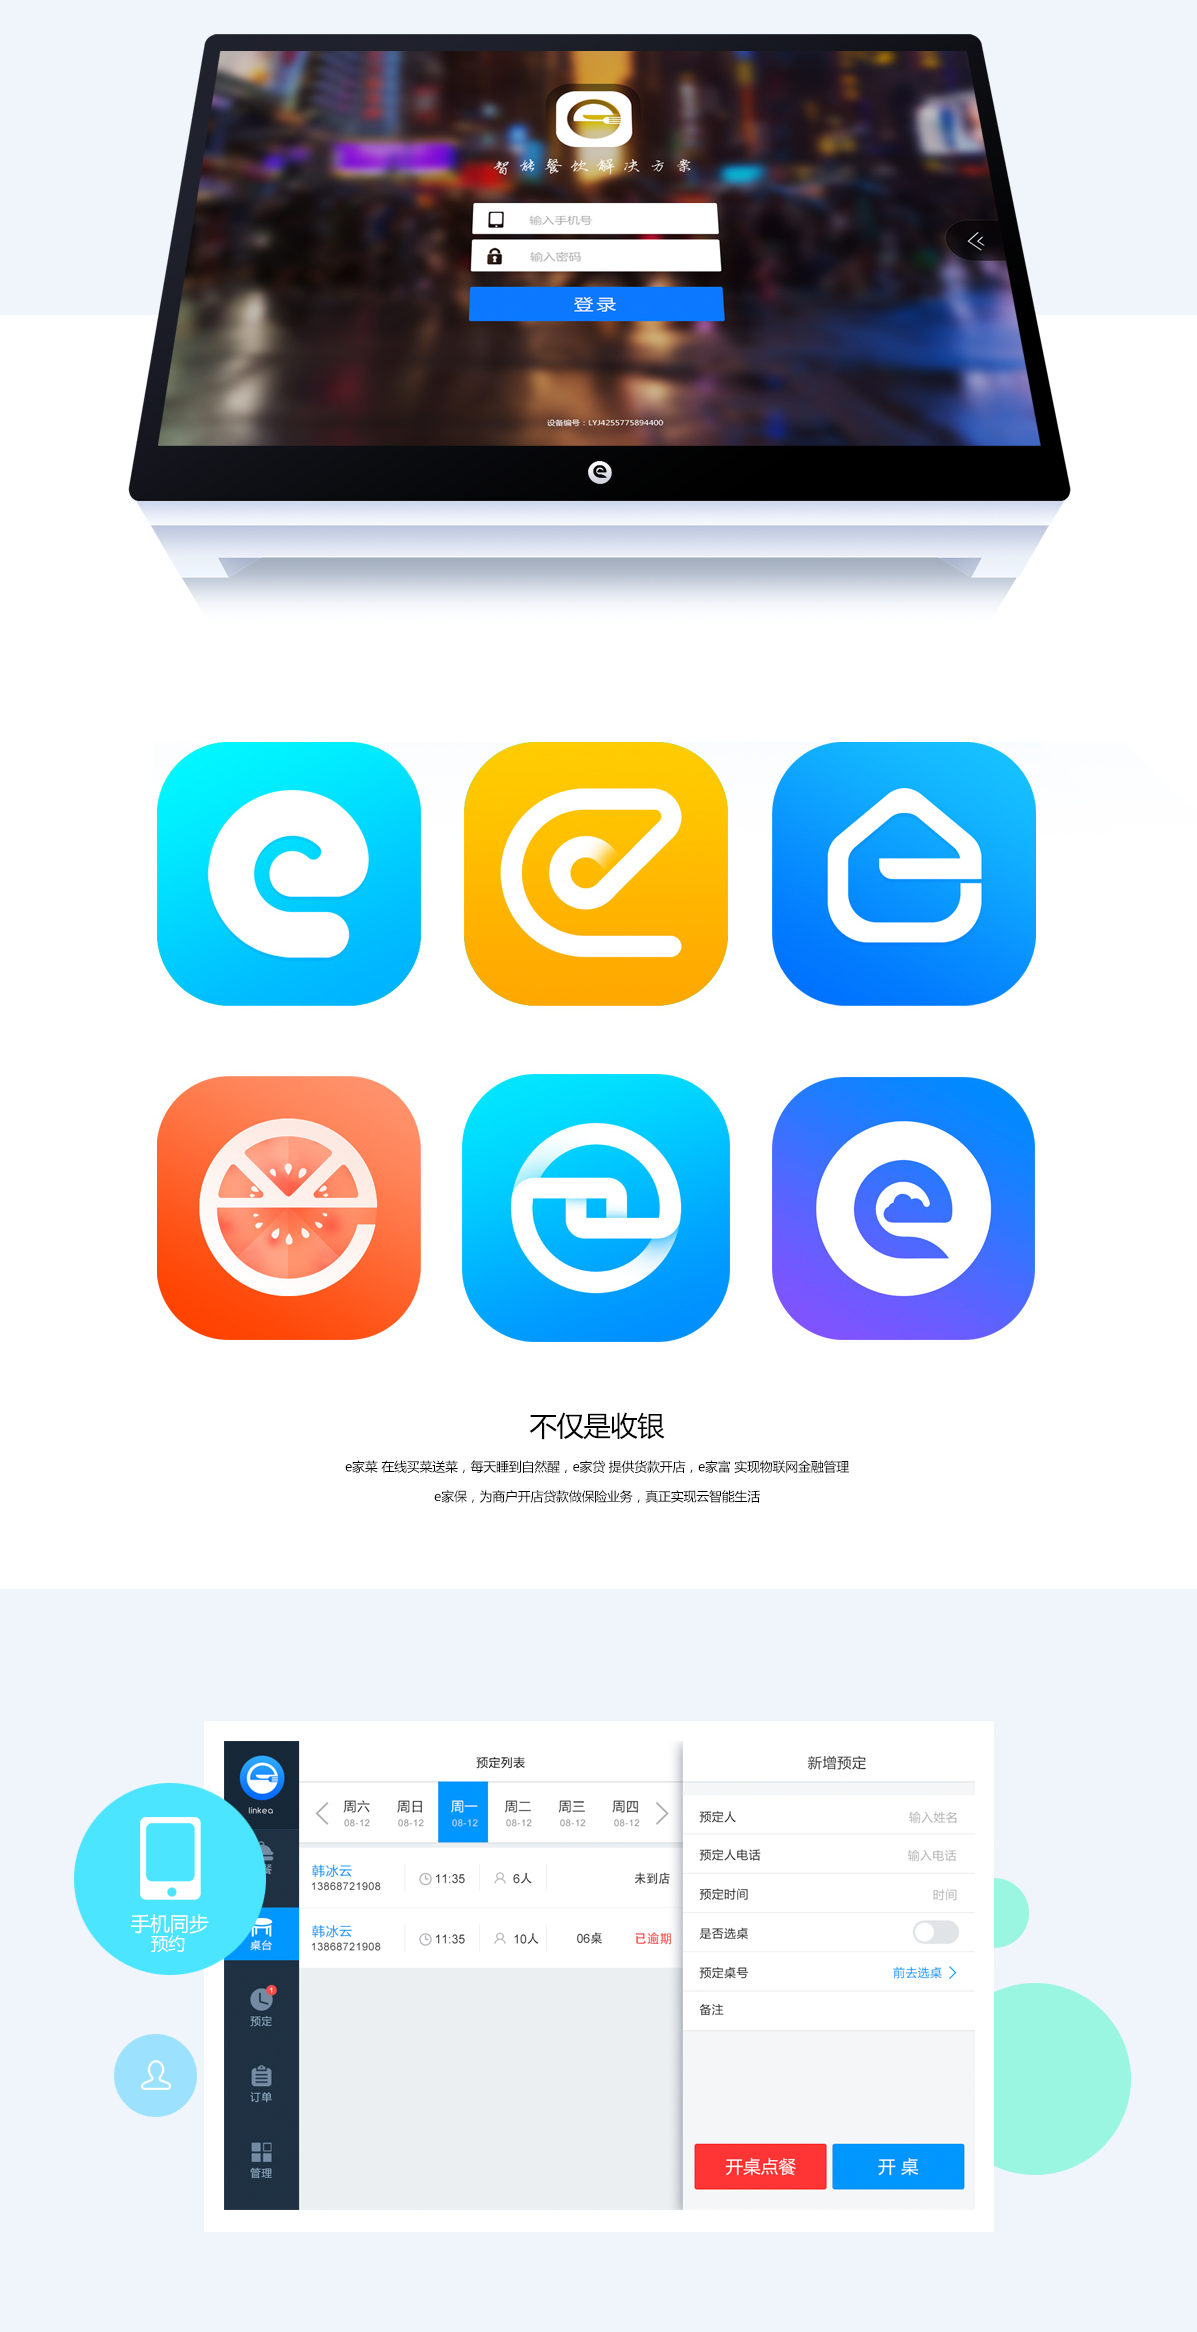 智能餐饮解决方案
输入手机号
输入密码
登录
设备编号：LYJ4255775894400
不仅是收银
e家菜 在线买菜送菜，每天睡到自然醒，e家贷 提供货款开店，e家富 实现物联网金融管理
e家保，为商户开店贷款做保险业务，真正实现云智能生活
linkea
餐
手机同步
预约
桌台
预定
1
订单
管理
预定列表
周六 周日 周一 周二 周三 周四
08-12 08-12 08-12 08-12 08-12 08-12
韩冰云
13868721908
11:35 6人 未到店
韩冰云
13868721908
11:35 10人 06桌 已逾期
新增预定
预定人 输入姓名
预定人电话 输入电话
预定时间 时间
是否选桌
预定桌号 前去选桌
备注
开桌点餐 开 桌